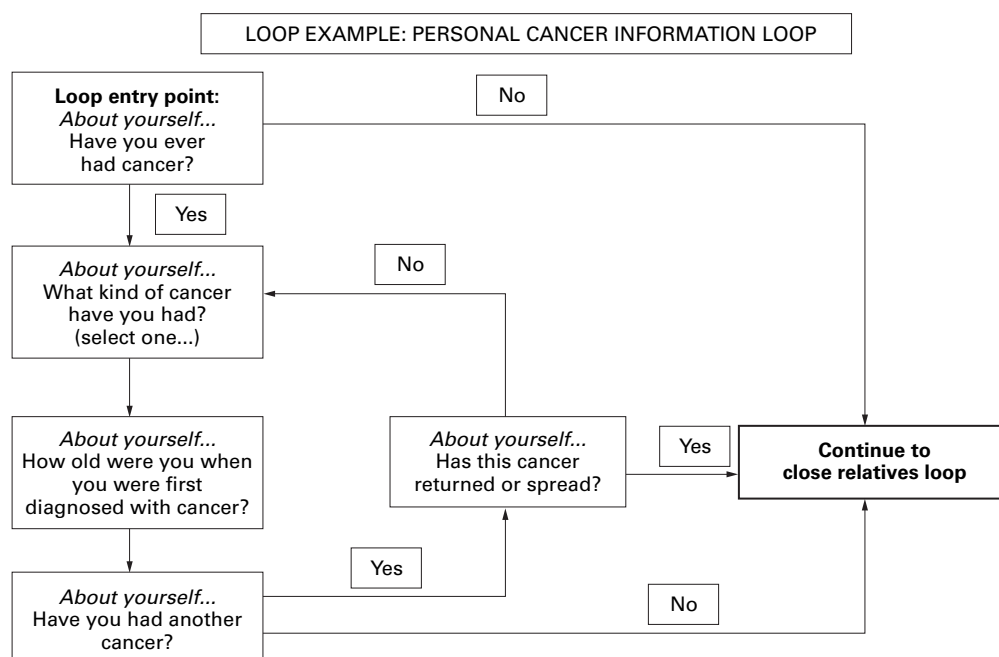 LOOP EXAMPLE: PERSONAL CANCER INFORMATION LOOP
Loop entry point:
About yourself...
Have you ever
had cancer?
No
Yes
About yourself...
What kind of cancer
have you had?
(select one...)
No
About yourself...
How old were you when
you were first
diagnosed with cancer?
About yourself...
Has this cancer
returned or spread?
Yes
Continue to
close relatives loop
Yes
About yourself...
Have you had another
cancer?
No